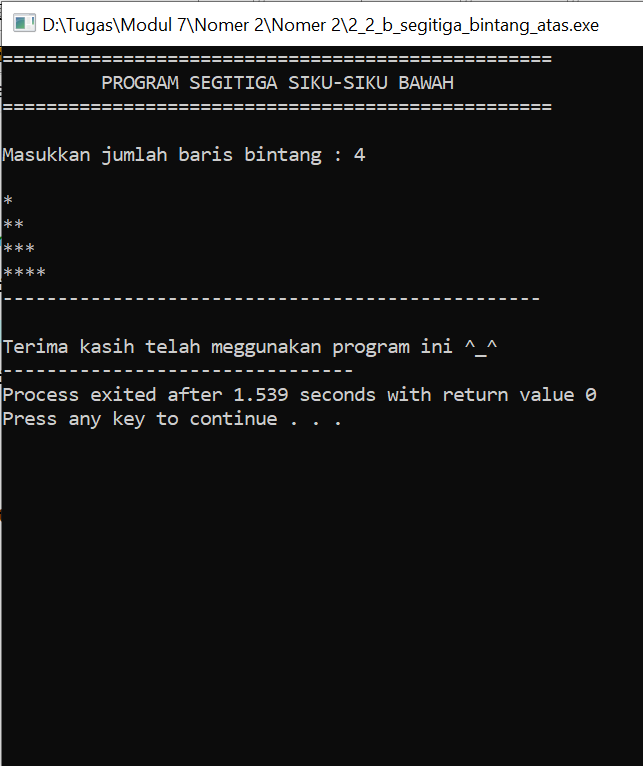 D:\Tugas\Modul 7\Nomer 2\Nomer 2\2_2_b_segitiga_bintang_atas.exe
==================================================
         PROGRAM SEGITIGA SIKU-SIKU BAWAH
==================================================
Masukkan jumlah baris bintang : 4
*
**
***
****
-------------------------------------------------
Terima kasih telah meggunakan program ini ^_^
--------------------------------
Process exited after 1.539 seconds with return value 0
Press any key to continue . . .